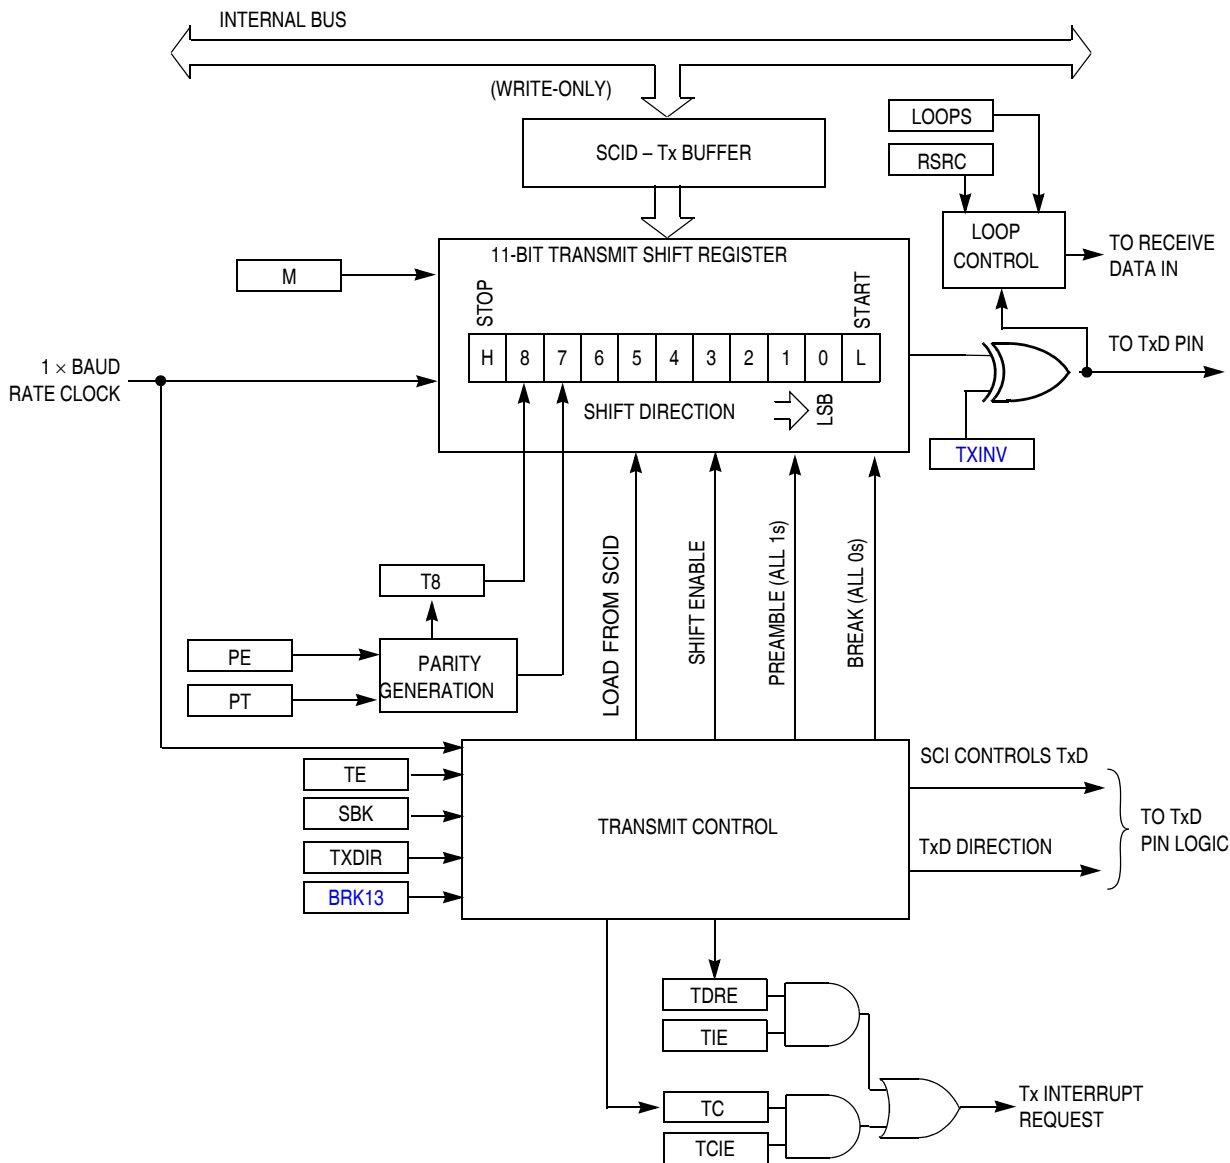 INTERNAL BUS
(WRITE-ONLY)
SCID – Tx BUFFER
LOOPS
RSRC
LOOP
CONTROL
TO RECEIVE
DATA IN
11-BIT TRANSMIT SHIFT REGISTER
M
STOP
START
H 8 7 6 5 4 3 2 1 0 L
1 × BAUD
RATE CLOCK
SHIFT DIRECTION
LSB
TO TxD PIN
TXINV
LOAD FROM SCID
SHIFT ENABLE
PREAMBLE (ALL 1s)
BREAK (ALL 0s)
T8
PE
PT
PARITY
GENERATION
TE
SBK
TXDIR
BRK13
TRANSMIT CONTROL
SCI CONTROLS TxD
TxD DIRECTION
TO TxD
PIN LOGIC
TDRE
TIE
TC
TCIE
Tx INTERRUPT
REQUEST